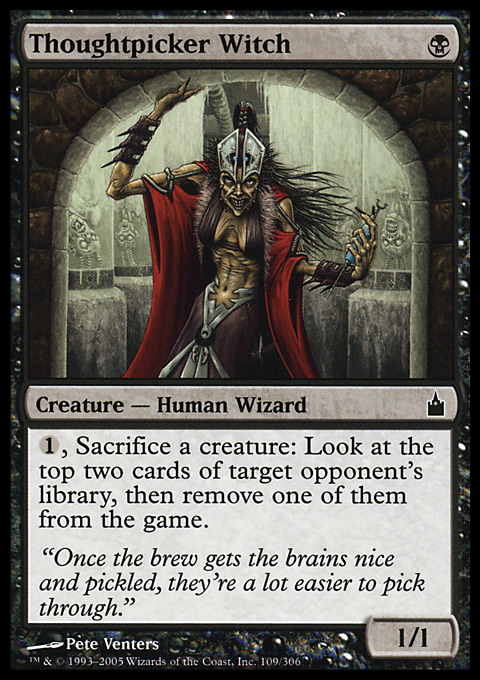 Thoughtpicker Witch
Creature — Human Wizard
1, Sacrifice a creature: Look at the
top two cards of target opponent's
library, then remove one of them
from the game.
“Once the brew gets the brains nice
and pickled, they're a lot easier to pick
through.”
Pete Venters
1/1
™ & © 1993–2005 Wizards of the Coast, Inc. 109/306